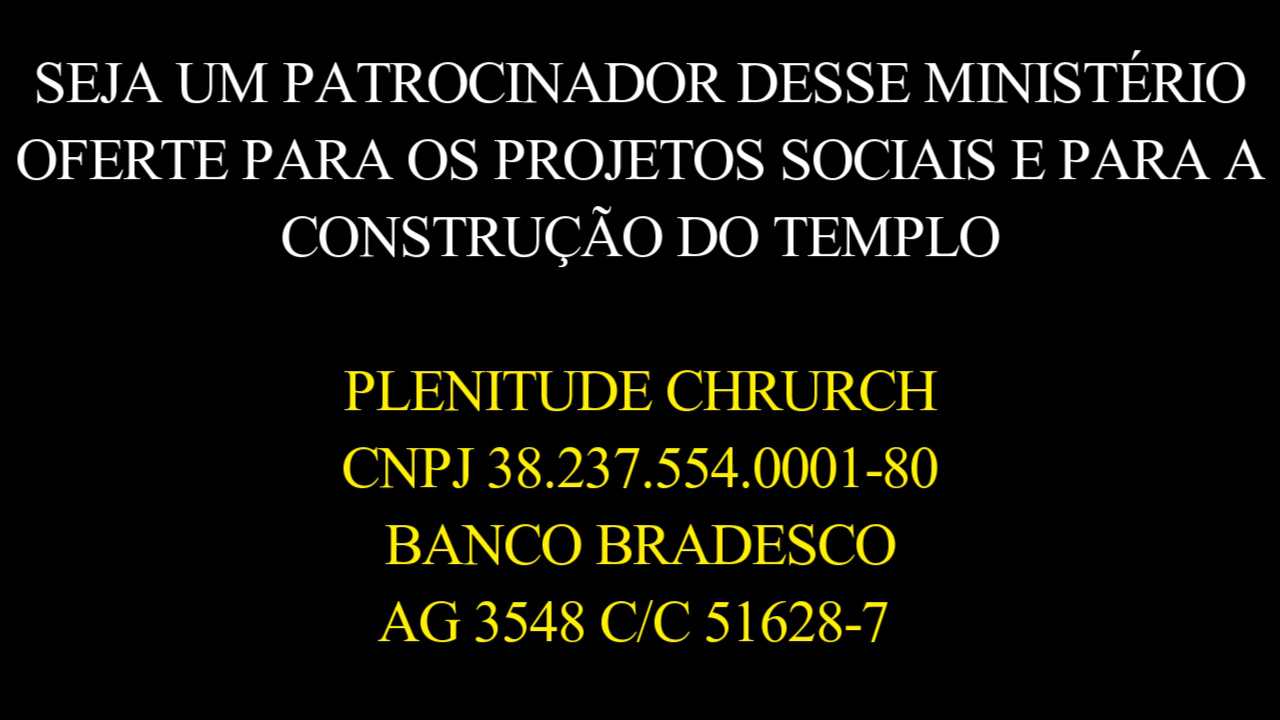 SEJA UM PATROCINADOR DESSE MINISTÉRIO
OFERTE PARA OS PROJETOS SOCIAIS E PARA A
CONSTRUÇÃO DO TEMPLO
PLENITUDE CHRURCH
CNPJ 38.237.554.0001-80
BANCO BRADESCO
AG 3548 C/C 51628-7